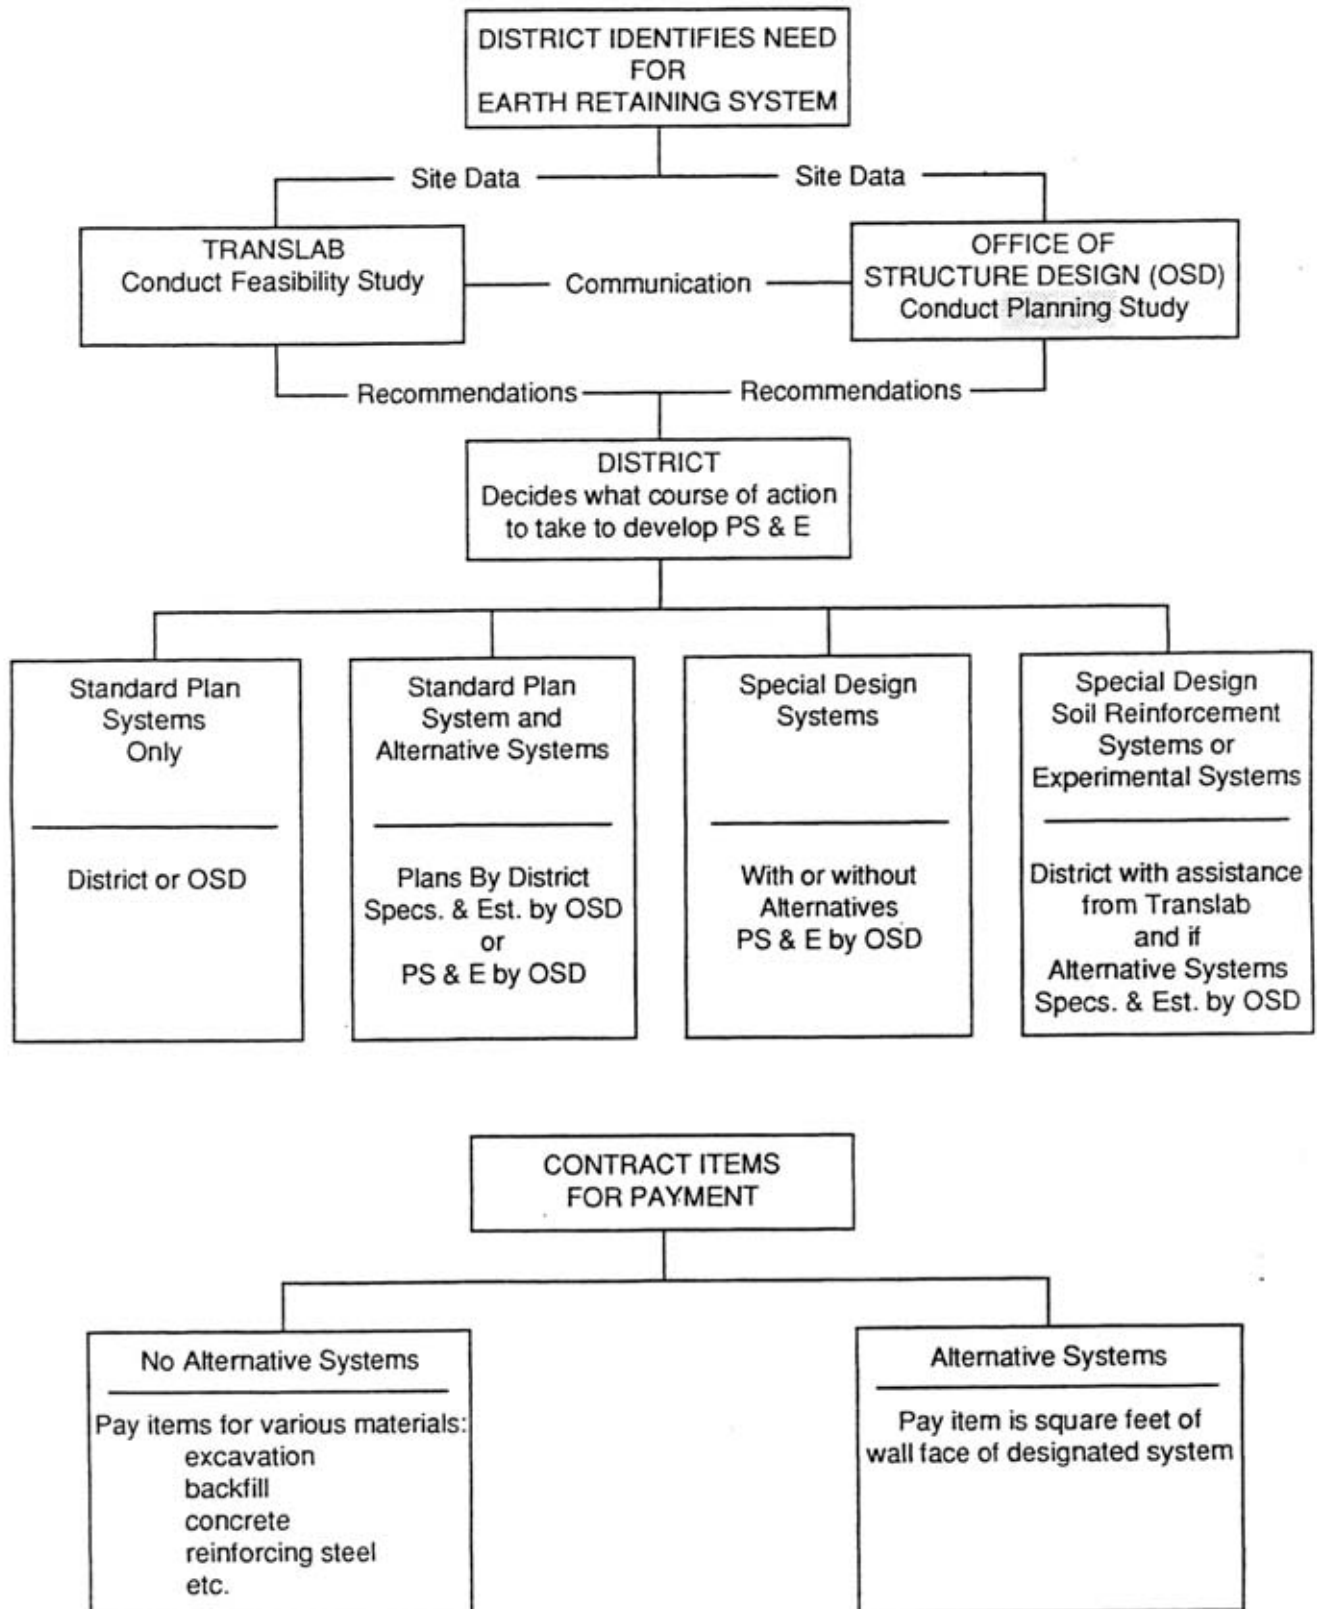 DISTRICT IDENTIFIES NEED
FOR
EARTH RETAINING SYSTEM
Site Data
Site Data
TRANSLAB
Conduct Feasibility Study
Communication
OFFICE OF
STRUCTURE DESIGN (OSD)
Conduct Planning Study
Recommendations
Recommendations
DISTRICT
Decides what course of action
to take to develop PS & E
Standard Plan
Systems
Only
District or OSD
Standard Plan
System and
Alternative Systems
Plans By District
Specs. & Est. by OSD
or
PS & E by OSD
Special Design
Systems
With or without
Alternatives
PS & E by OSD
Special Design
Soil Reinforcement
Systems or
Experimental Systems
District with assistance
from Translab
and if
Alternative Systems
Specs. & Est. by OSD
CONTRACT ITEMS
FOR PAYMENT
No Alternative Systems
Pay items for various materials:
excavation
backfill
concrete
reinforcing steel
etc.
Alternative Systems
Pay item is square feet of
wall face of designated system